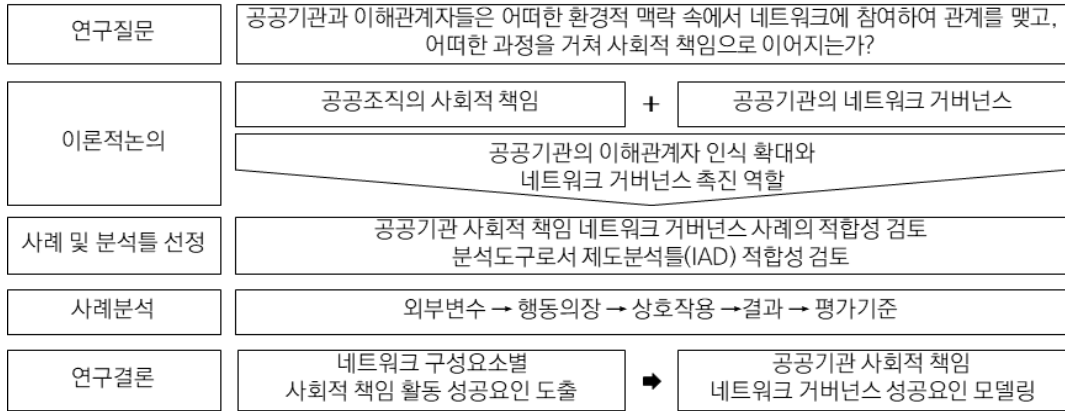 연구질문
공공기관과 이해관계자들은 어떠한 환경적 맥락 속에서 네트워크에 참여하여 관계를 맺고,
어떠한 과정을 거쳐 사회적 책임으로 이어지는가?
이론적논의
공공조직의 사회적 책임 + 공공기관의 네트워크 거버넌스
공공기관의 이해관계자 인식 확대와
네트워크 거버넌스 촉진 역할
사례 및 분석틀 선정
공공기관 사회적 책임 네트워크 거버넌스 사례의 적합성 검토
분석도구로서 제도분석틀(IAD) 적합성 검토
사례분석
외부변수 → 행동의장 → 상호작용 →결과 → 평가기준
연구결론
네트워크 구성요소별
사회적 책임 활동 성공요인 도출
공공기관 사회적 책임
네트워크 거버넌스 성공요인 모델링